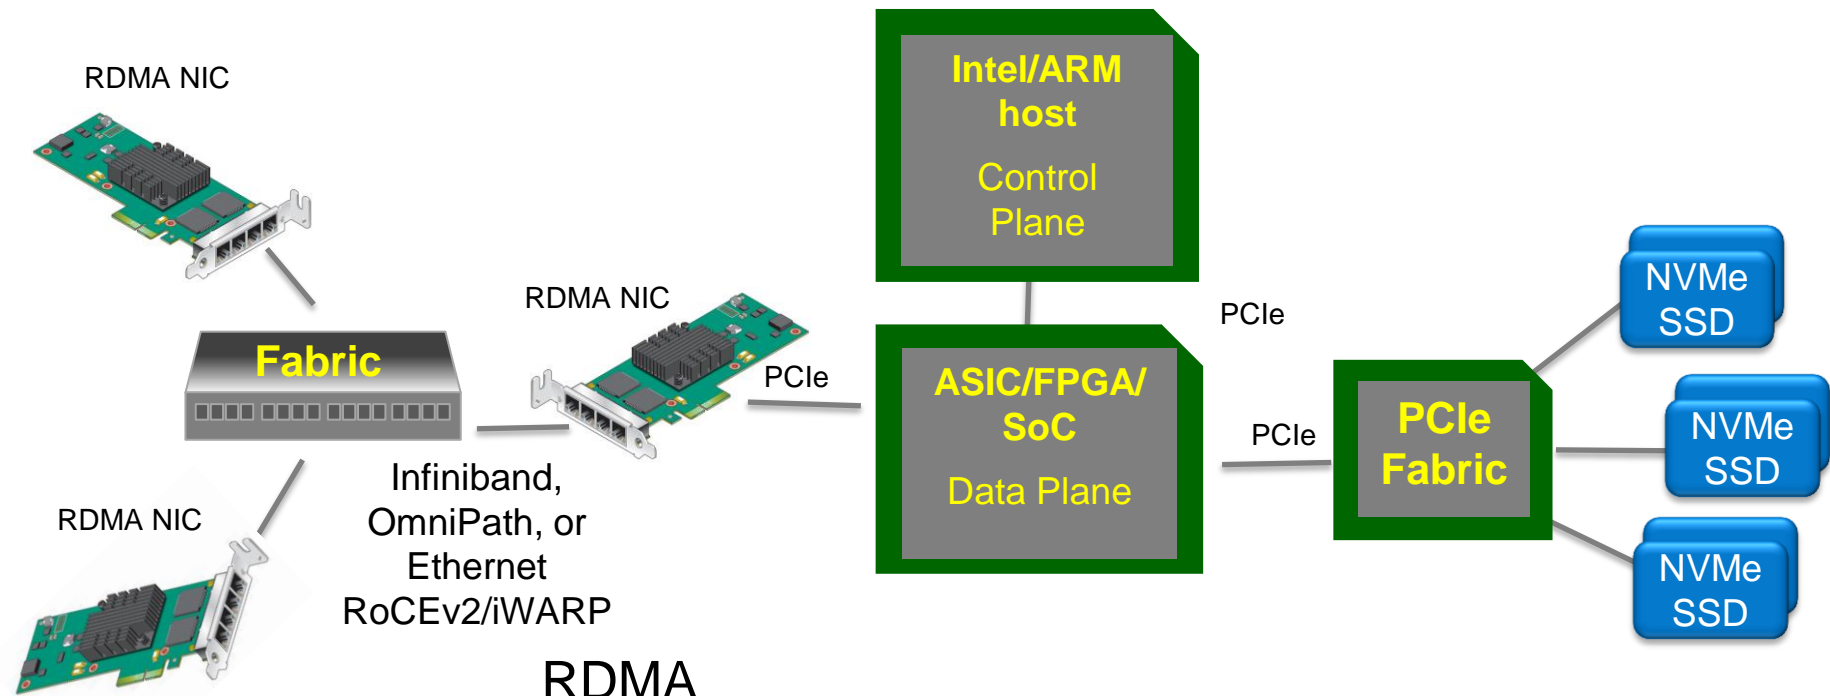 RDMA NIC
Intel/ARM
host
Control
Plane
RDMA NIC
PCIe
NVMe
SSD
Fabric
PCIe
ASIC/FPGA/
SoC
Data Plane
PCIe
PCIe
Fabric
NVMe
SSD
Infiniband,
OmniPath, or
Ethernet
RoCEv2/iWARP
RDMA NIC
NVMe
SSD
RDMA